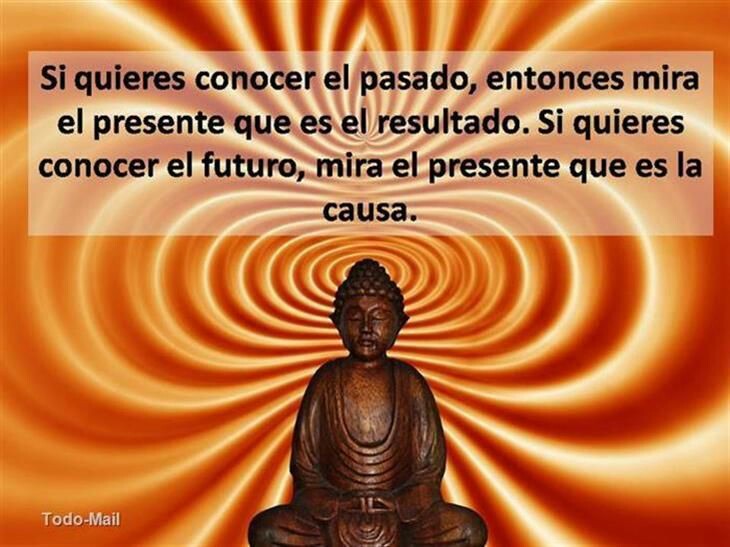 Si quieres conocer el pasado, entonces mira
el presente que es el resultado. Si quieres
conocer el futuro, mira el presente que es la
causa.
Todo-Mail